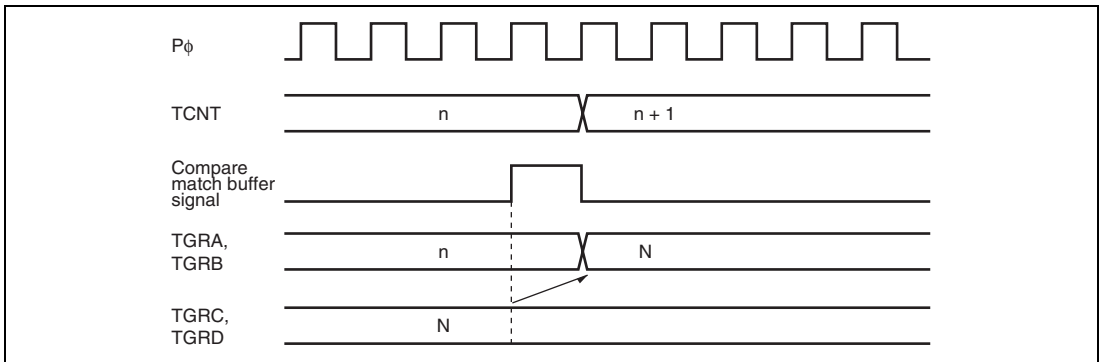 Pϕ
TCNT
n
n + 1
Compare
match buffer
signal
TGRA,
TGRB
n
N
TGRC,
TGRD
N